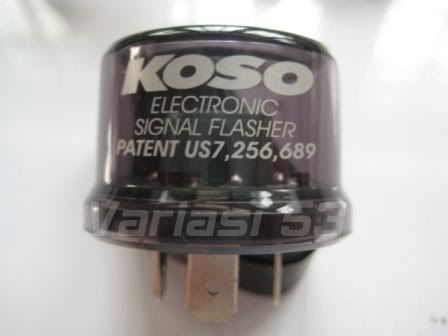 KOSO
ELECTRONIC
SIGNAL FLASHER
PATENT US7,256,689
Variasi 53